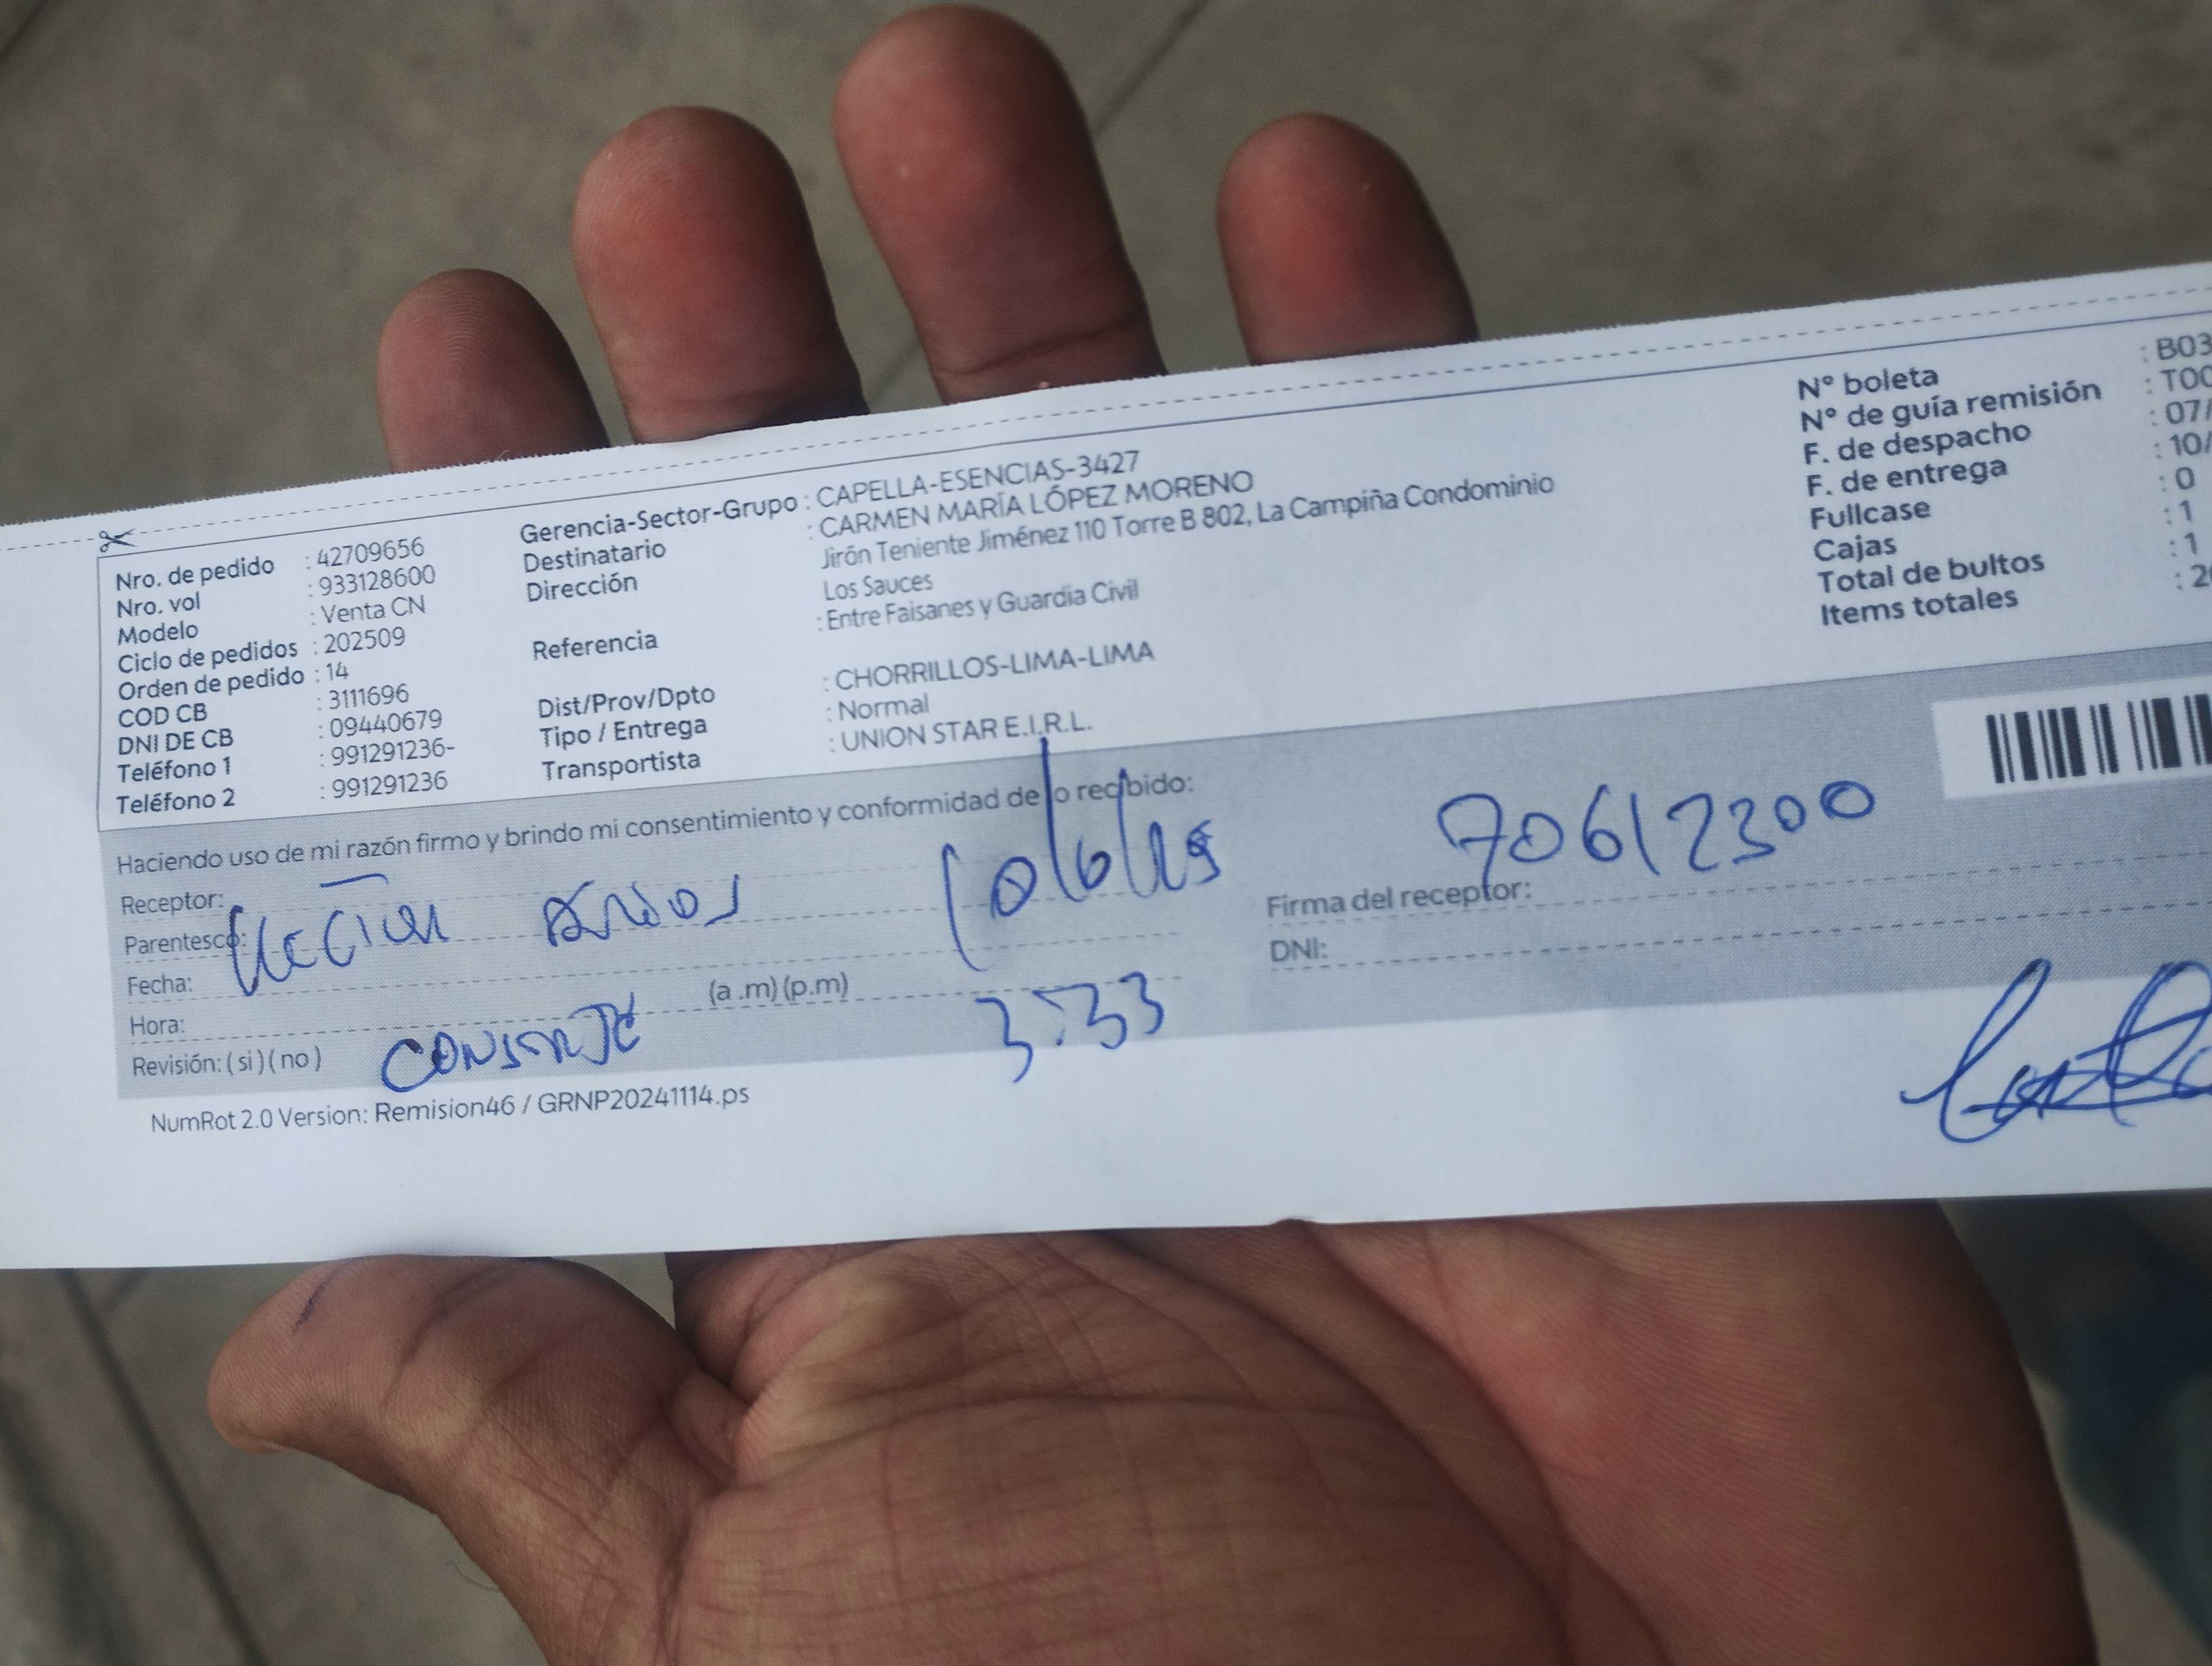 Nro. de pedido : 42709656
Nro. vol : 933128600
Modelo : Venta CN
Ciclo de pedidos : 202509
Orden de pedido : 14
COD CB : 3111696
DNI DE CB : 09440679
Teléfono 1 : 991291236-
Teléfono 2 : 991291236
Gerencia-Sector-Grupo : CAPELLA-ESENCIAS-3427
Destinatario : CARMEN MARÍA LÓPEZ MORENO
Dirección Jirón Teniente Jiménez 110 Torre B 802, La Campiña Condominio
Los Sauces
Referencia : Entre Faisanes y Guardia Civil
Dist/Prov/Dpto : CHORRILLOS-LIMA-LIMA
Tipo / Entrega : Normal
Transportista : UNION STAR E.I.R.L.
N° boleta : B03
N° de guía remisión : T00
F. de despacho : 07/
F. de entrega : 10/
Fullcase : 0
Cajas : 1
Total de bultos : 1
Items totales : 2
Haciendo uso de mi razón firmo y brindo mi consentimiento y conformidad de lo recibido:
Receptor:
Parentesco:
Fecha:
10/6/25
Hora: (a .m) (p.m)
3:33
Revisión: ( si ) ( no )
70612300
Firma del receptor:
DNI:
NumRot 2.0 Version: Remision46 / GRNP20241114.ps